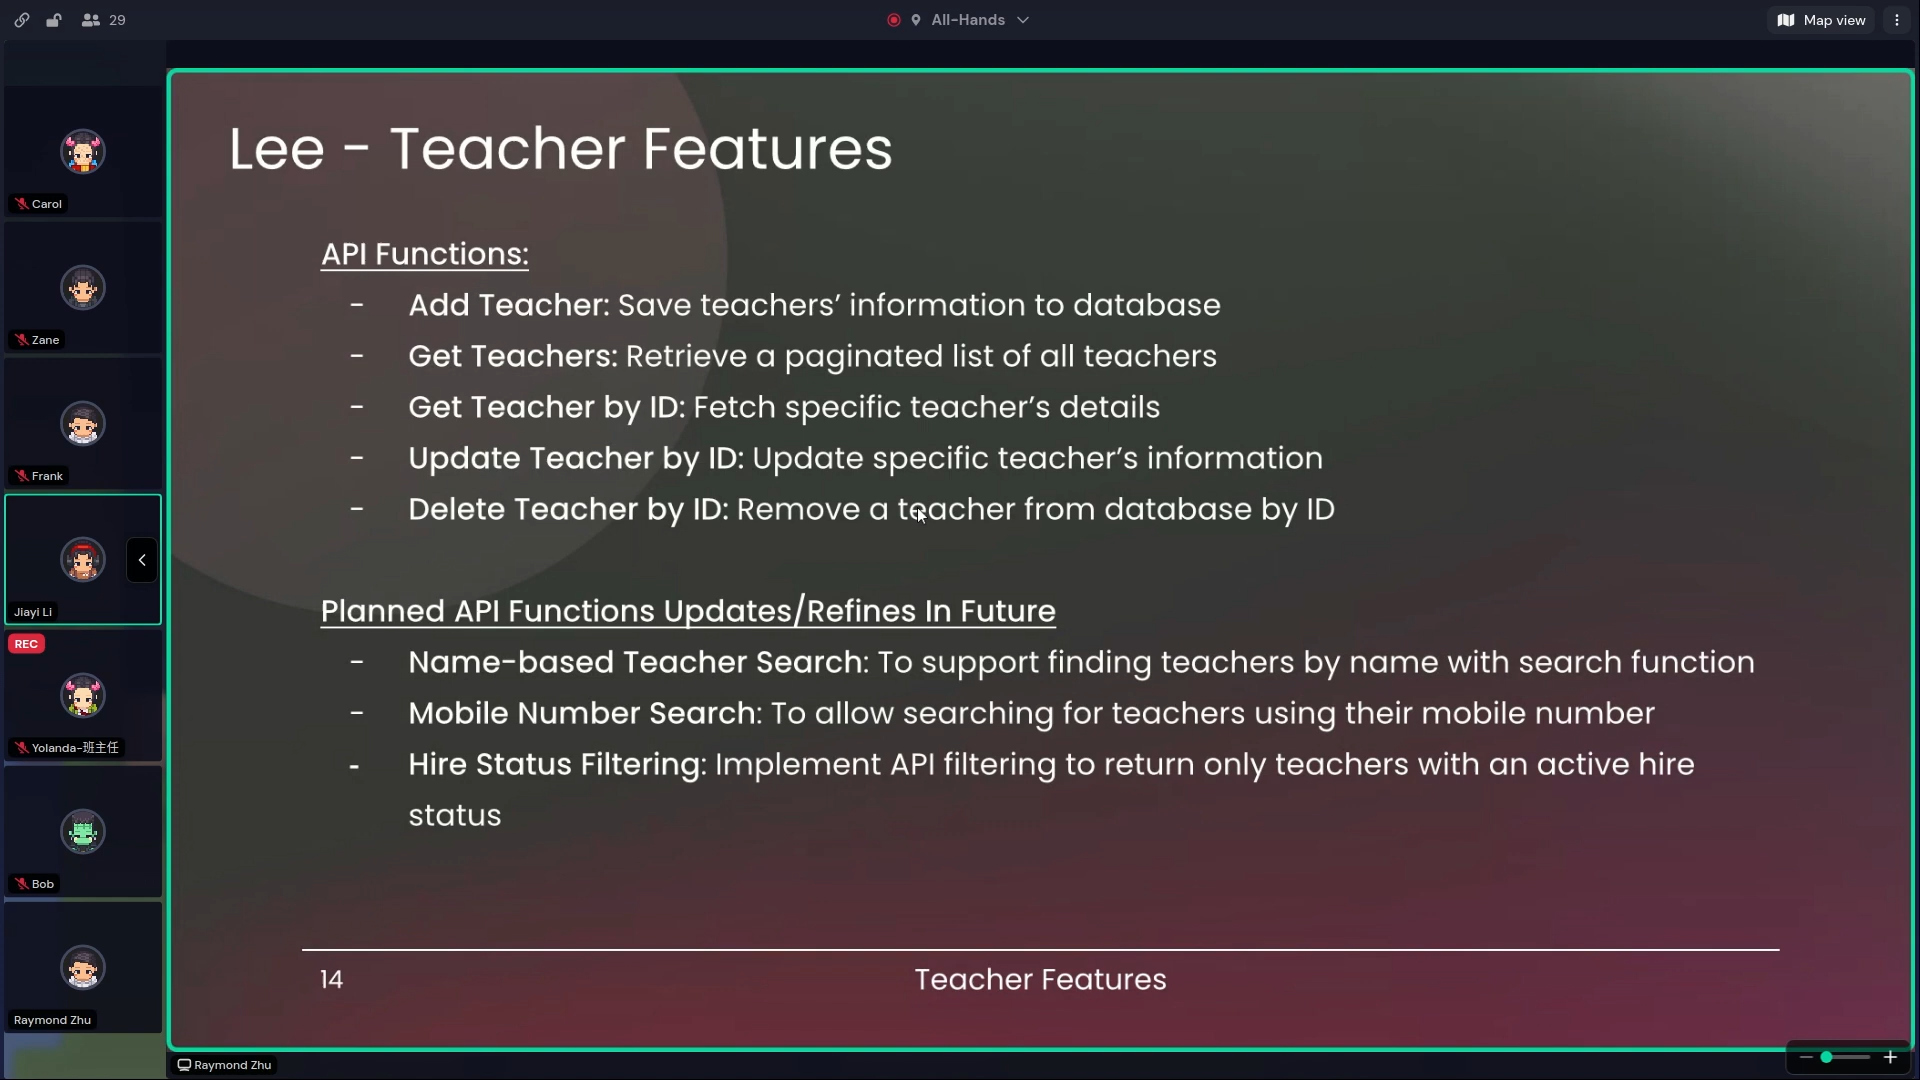 29
All-Hands
Map view
Carol
Zane
Frank
Jiayi Li
REC
Yolanda-班主任
Bob
Raymond Zhu
Lee - Teacher Features
API Functions:
- Add Teacher: Save teachers’ information to database
- Get Teachers: Retrieve a paginated list of all teachers
- Get Teacher by ID: Fetch specific teacher’s details
- Update Teacher by ID: Update specific teacher’s information
- Delete Teacher by ID: Remove a teacher from database by ID
Planned API Functions Updates/Refines In Future
- Name-based Teacher Search: To support finding teachers by name with search function
- Mobile Number Search: To allow searching for teachers using their mobile number
- Hire Status Filtering: Implement API filtering to return only teachers with an active hire
status
14
Teacher Features
Raymond Zhu